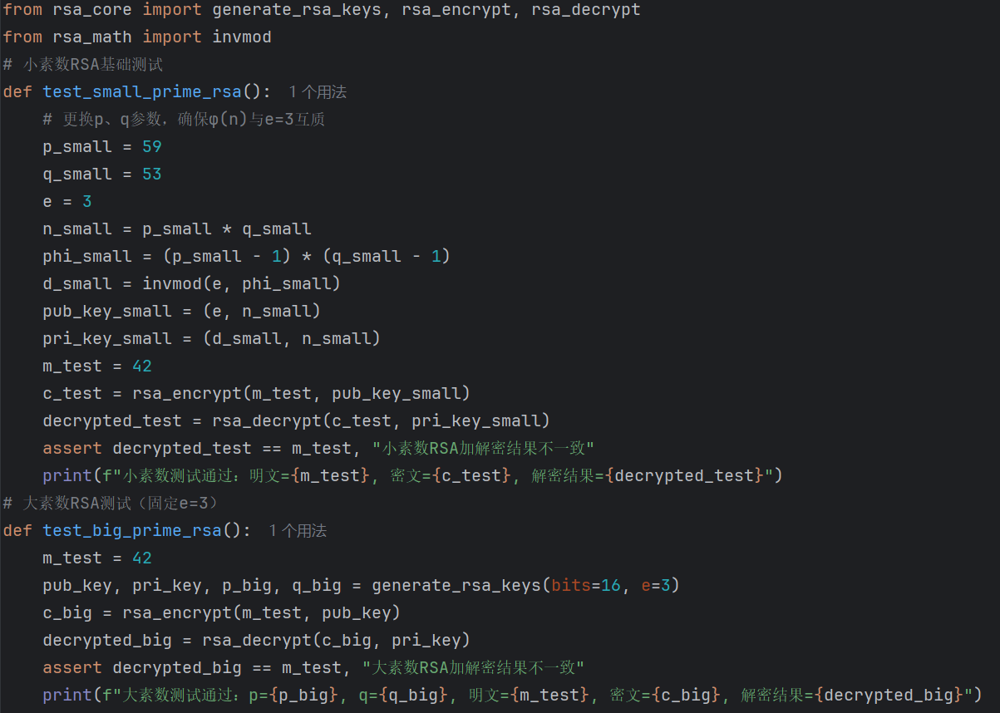 from rsa_core import generate_rsa_keys, rsa_encrypt, rsa_decrypt
from rsa_math import invmod
# 小素数RSA基础测试
def test_small_prime_rsa():  1 个用法
    # 更换p、q参数，确保φ(n)与e=3互质
    p_small = 59
    q_small = 53
    e = 3
    n_small = p_small * q_small
    phi_small = (p_small - 1) * (q_small - 1)
    d_small = invmod(e, phi_small)
    pub_key_small = (e, n_small)
    pri_key_small = (d_small, n_small)
    m_test = 42
    c_test = rsa_encrypt(m_test, pub_key_small)
    decrypted_test = rsa_decrypt(c_test, pri_key_small)
    assert decrypted_test == m_test, "小素数RSA加解密结果不一致"
    print(f"小素数测试通过：明文={m_test}, 密文={c_test}, 解密结果={decrypted_test}")
# 大素数RSA测试（固定e=3）
def test_big_prime_rsa():  1 个用法
    m_test = 42
    pub_key, pri_key, p_big, q_big = generate_rsa_keys(bits=16, e=3)
    c_big = rsa_encrypt(m_test, pub_key)
    decrypted_big = rsa_decrypt(c_big, pri_key)
    assert decrypted_big == m_test, "大素数RSA加解密结果不一致"
    print(f"大素数测试通过：p={p_big}, q={q_big}, 明文={m_test}, 密文={c_big}, 解密结果={decrypted_big}")